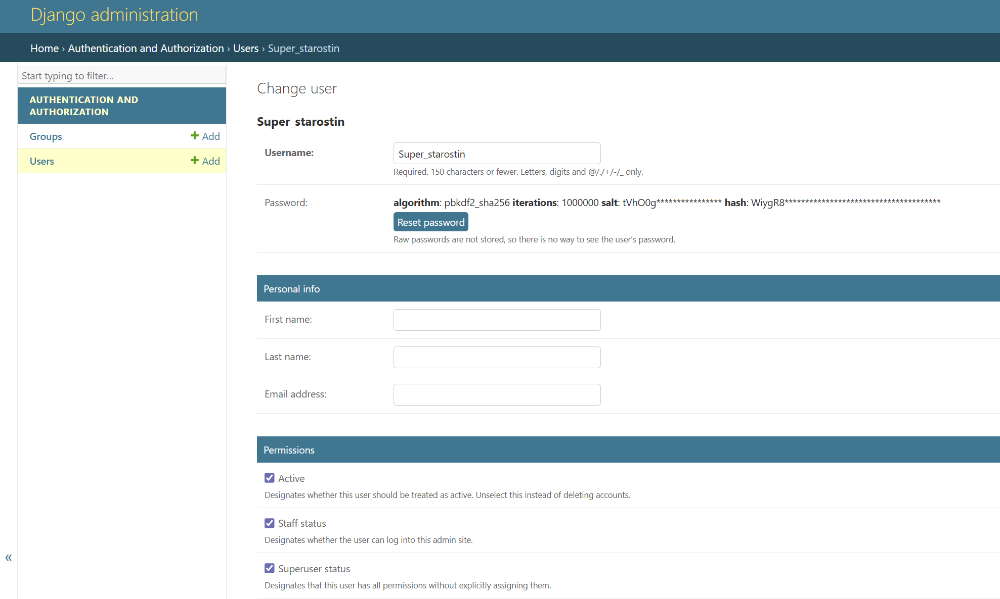 Django administration
Home › Authentication and Authorization › Users › Super_starostin
Start typing to filter...
AUTHENTICATION AND
AUTHORIZATION
Groups + Add
Users + Add
«
Change user
Super_starostin
Username: Super_starostin
Required. 150 characters or fewer. Letters, digits and @/./+/-/_ only.
Password: algorithm: pbkdf2_sha256 iterations: 1000000 salt: tVhO0g**************** hash: WiygR8**************************************
Reset password
Raw passwords are not stored, so there is no way to see the user’s password.
Personal info
First name:
Last name:
Email address:
Permissions
Active
Designates whether this user should be treated as active. Unselect this instead of deleting accounts.
Staff status
Designates whether the user can log into this admin site.
Superuser status
Designates that this user has all permissions without explicitly assigning them.